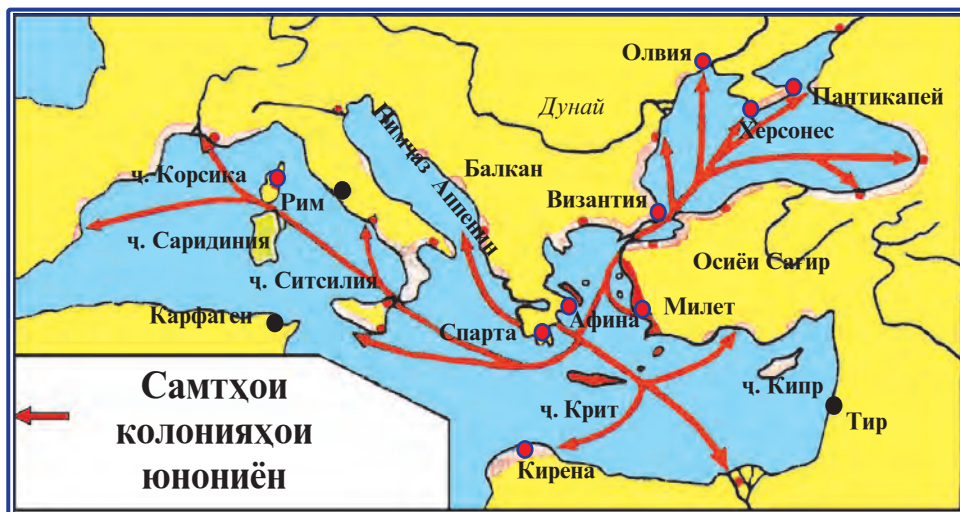 Олвия
Дунай
Пантикапей
Херсонес
Нимҷаз Аппенин
Балкан
ҷ. Корсика
Рим
Византия
ҷ. Саридиния
Осиёи Сағир
ҷ. Ситсилия
Милет
Карфаген
Спарта
Афина
ҷ. Крит
ҷ. Кипр
Тир
Кирена
Самтҳои
колонияҳои
юнониён